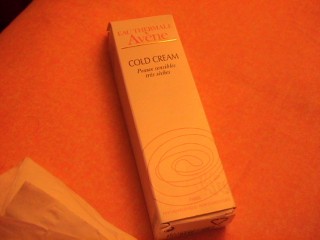 EAU THERMALE
Avène
COLD CREAM
Peaux sensibles
très sèches